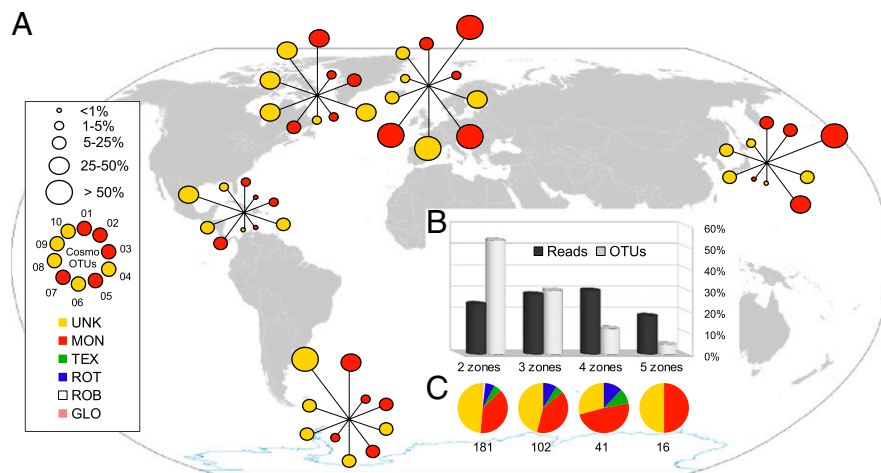 A
<1%
1-5%
5-25%
25-50%
> 50%
10 01 02
09 03
Cosmo
OTUs
08 04
07 06 05
UNK
MON
TEX
ROT
ROB
GLO
B
Reads OTUs
60%
50%
40%
30%
20%
10%
0%
2 zones 3 zones 4 zones 5 zones
C
181 102 41 16